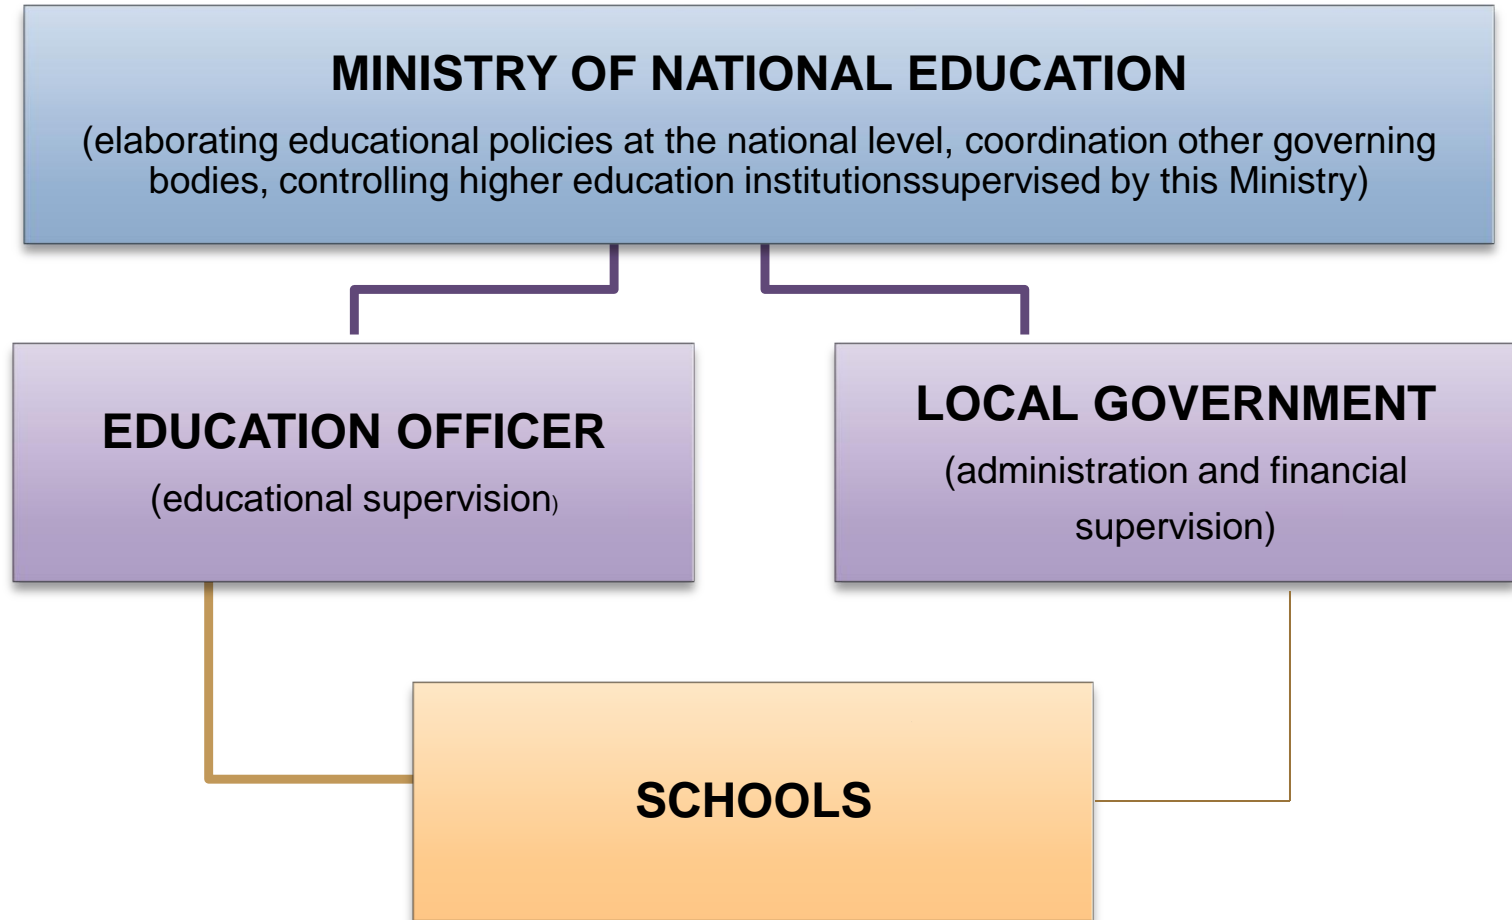 MINISTRY OF NATIONAL EDUCATION
(elaborating educational policies at the national level, coordination other governing
bodies, controlling higher education institutionssupervised by this Ministry)
EDUCATION OFFICER
(educational supervision)
LOCAL GOVERNMENT
(administration and financial
supervision)
SCHOOLS